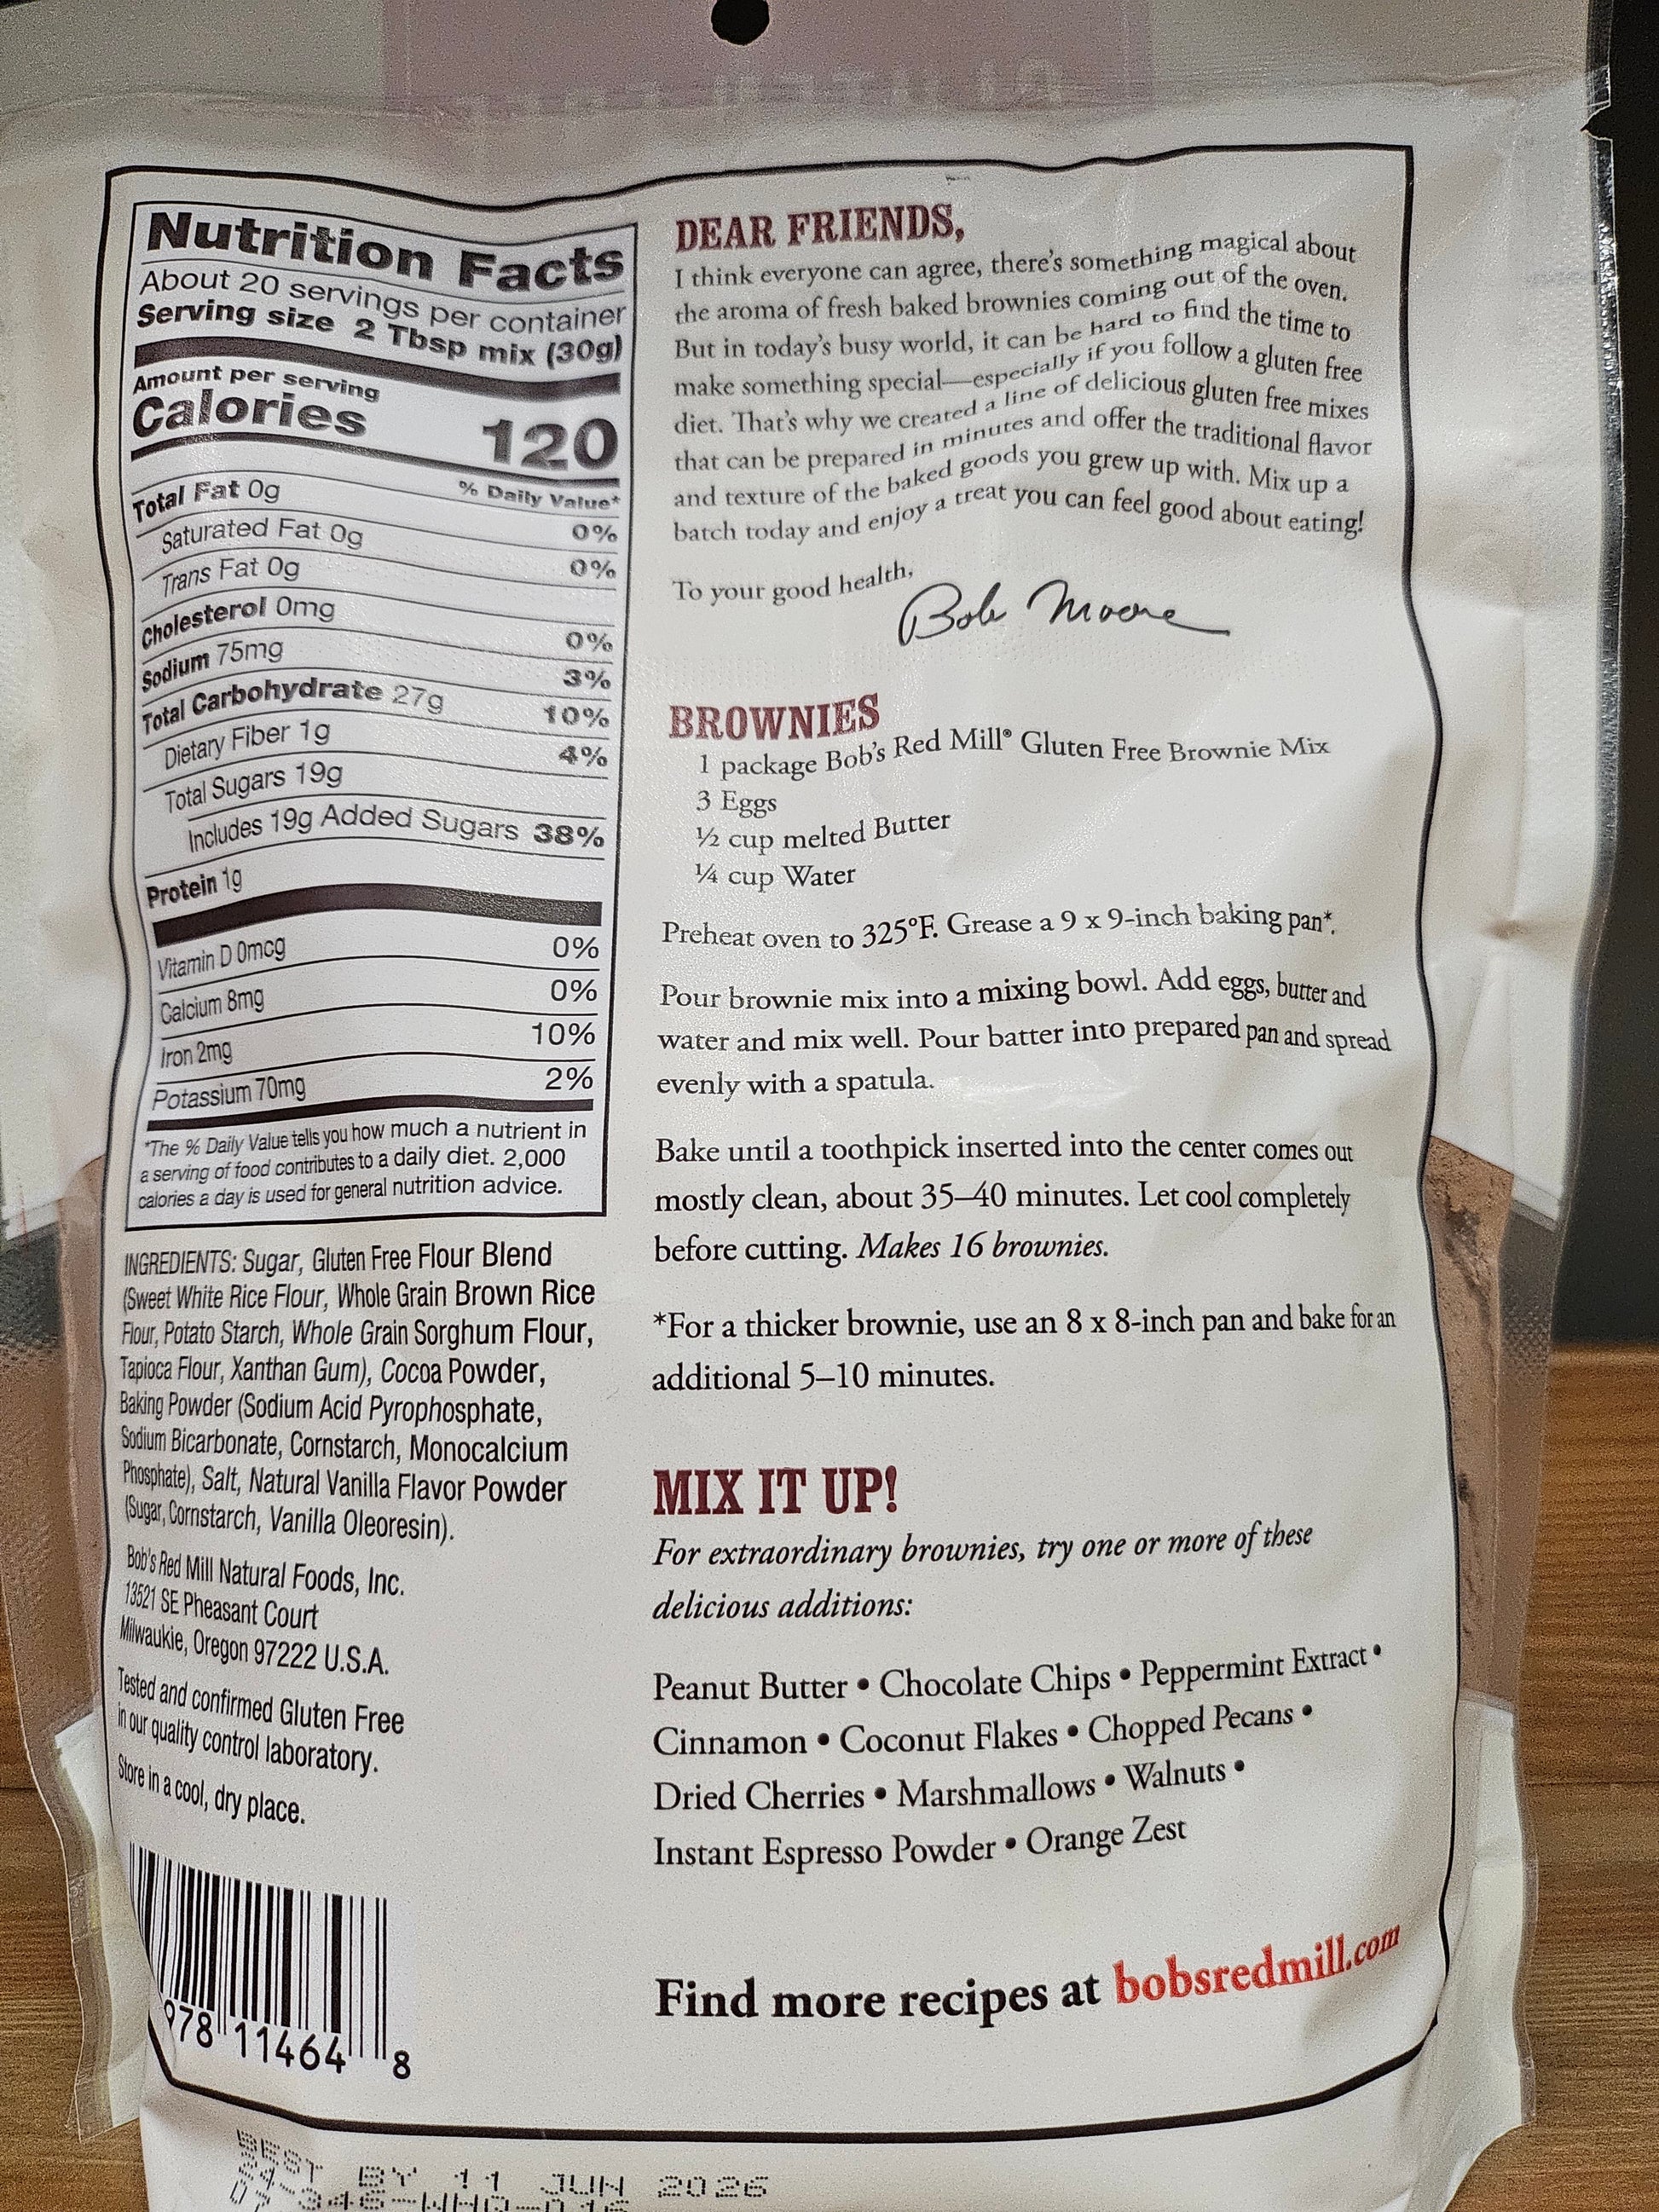 Nutrition Facts
About 20 servings per container
Serving size 2 Tbsp mix (30g)
Amount per serving
Calories 120
% Daily Value*
Total Fat 0g 0%
Saturated Fat 0g 0%
Trans Fat 0g
Cholesterol 0mg 0%
Sodium 75mg 3%
Total Carbohydrate 27g 10%
Dietary Fiber 1g 4%
Total Sugars 19g
Includes 19g Added Sugars 38%
Protein 1g
Vitamin D 0mcg 0%
Calcium 8mg 0%
Iron 2mg 10%
Potassium 70mg 2%
*The % Daily Value tells you how much a nutrient in
a serving of food contributes to a daily diet. 2,000
calories a day is used for general nutrition advice.
INGREDIENTS: Sugar, Gluten Free Flour Blend
(Sweet White Rice Flour, Whole Grain Brown Rice
Flour, Potato Starch, Whole Grain Sorghum Flour,
Tapioca Flour, Xanthan Gum), Cocoa Powder,
Baking Powder (Sodium Acid Pyrophosphate,
Sodium Bicarbonate, Cornstarch, Monocalcium
Phosphate), Salt, Natural Vanilla Flavor Powder
(Sugar, Cornstarch, Vanilla Oleoresin).
Bob's Red Mill Natural Foods, Inc.
13521 SE Pheasant Court
Milwaukie, Oregon 97222 U.S.A.
Tested and confirmed Gluten Free
in our quality control laboratory.
Store in a cool, dry place.
978 11464 8
DEAR FRIENDS,
I think everyone can agree, there's something magical about
the aroma of fresh baked brownies coming out of the oven.
But in today's busy world, it can be hard to find the time to
make something special—especially if you follow a gluten free
diet. That's why we created a line of delicious gluten free mixes
that can be prepared in minutes and offer the traditional flavor
and texture of the baked goods you grew up with. Mix up a
batch today and enjoy a treat you can feel good about eating!
To your good health,
Bob Moore
BROWNIES
1 package Bob's Red Mill® Gluten Free Brownie Mix
3 Eggs
½ cup melted Butter
¼ cup Water
Preheat oven to 325°F. Grease a 9 x 9-inch baking pan*.
Pour brownie mix into a mixing bowl. Add eggs, butter and
water and mix well. Pour batter into prepared pan and spread
evenly with a spatula.
Bake until a toothpick inserted into the center comes out
mostly clean, about 35–40 minutes. Let cool completely
before cutting. Makes 16 brownies.
*For a thicker brownie, use an 8 x 8-inch pan and bake for an
additional 5–10 minutes.
MIX IT UP!
For extraordinary brownies, try one or more of these
delicious additions:
Peanut Butter • Chocolate Chips • Peppermint Extract •
Cinnamon • Coconut Flakes • Chopped Pecans •
Dried Cherries • Marshmallows • Walnuts •
Instant Espresso Powder • Orange Zest
Find more recipes at bobsredmill.com
BEST BY 11 JUN 2026